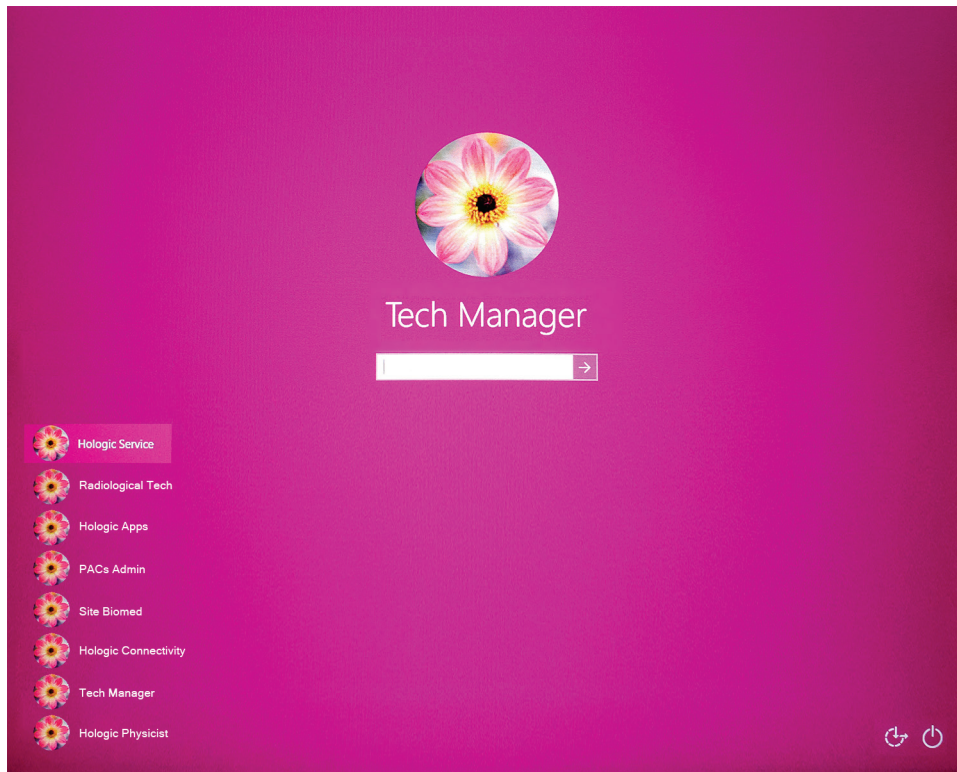 Tech Manager
Hologic Service
Radiological Tech
Hologic Apps
PACs Admin
Site Biomed
Hologic Connectivity
Tech Manager
Hologic Physicist